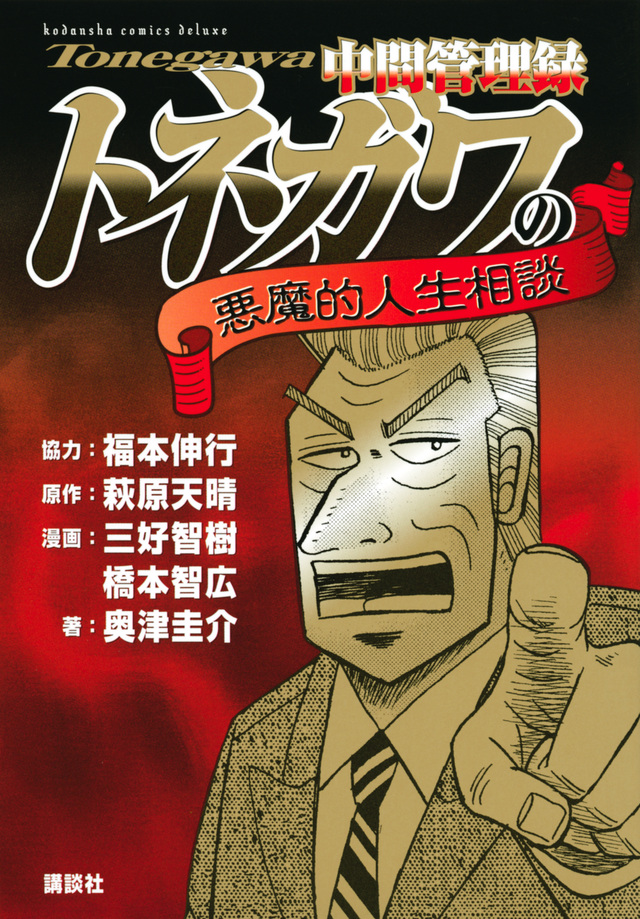 kodansha comics deluxe
Tonegawa 中間管理録
トネガワの
悪魔的人生相談
協力：福本伸行
原作：萩原天晴
漫画：三好智樹
橋本智広
著：奥津圭介
講談社